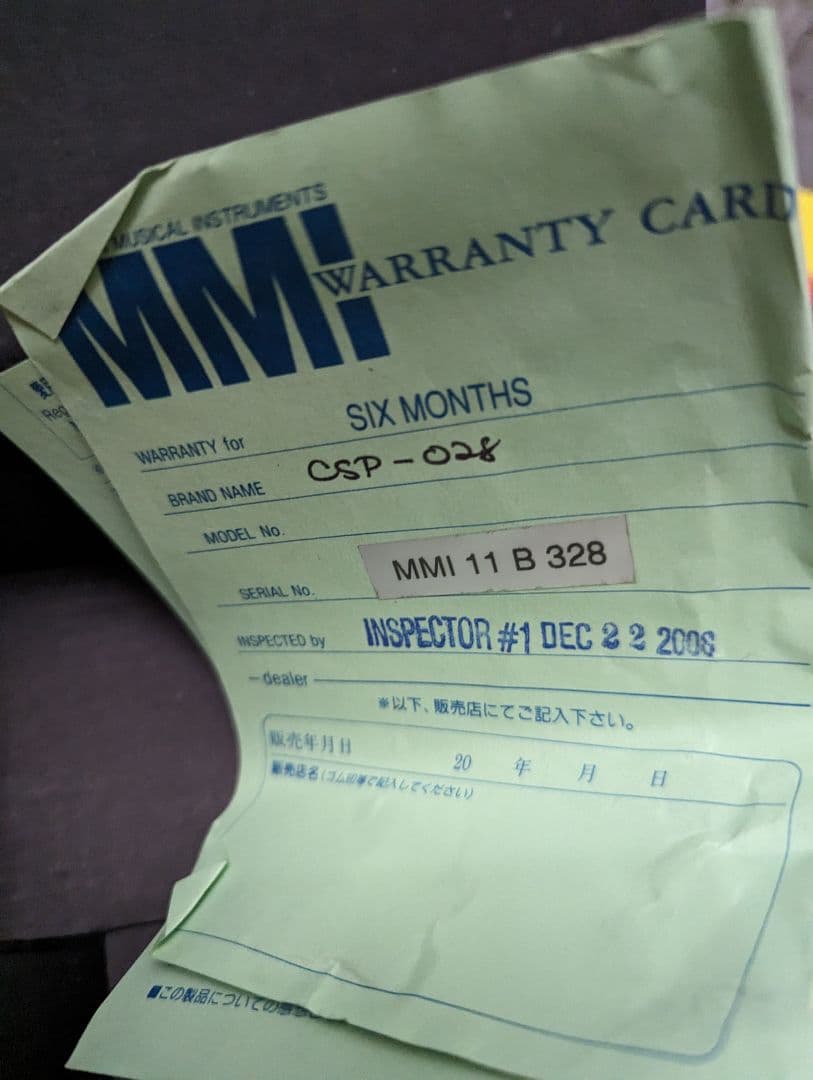 MUSICAL INSTRUMENTS
MMI
WARRANTY CARD
WARRANTY for SIX MONTHS
BRAND NAME CSP-028
MODEL No.
SERIAL No. MMI 11 B 328
INSPECTED by INSPECTOR #1 DEC 22 2006
dealer
※以下、販売店にてご記入下さい。
販売年月日 20 年 月 日
販売店名(ゴム印等で記入してください)
■この製品についての